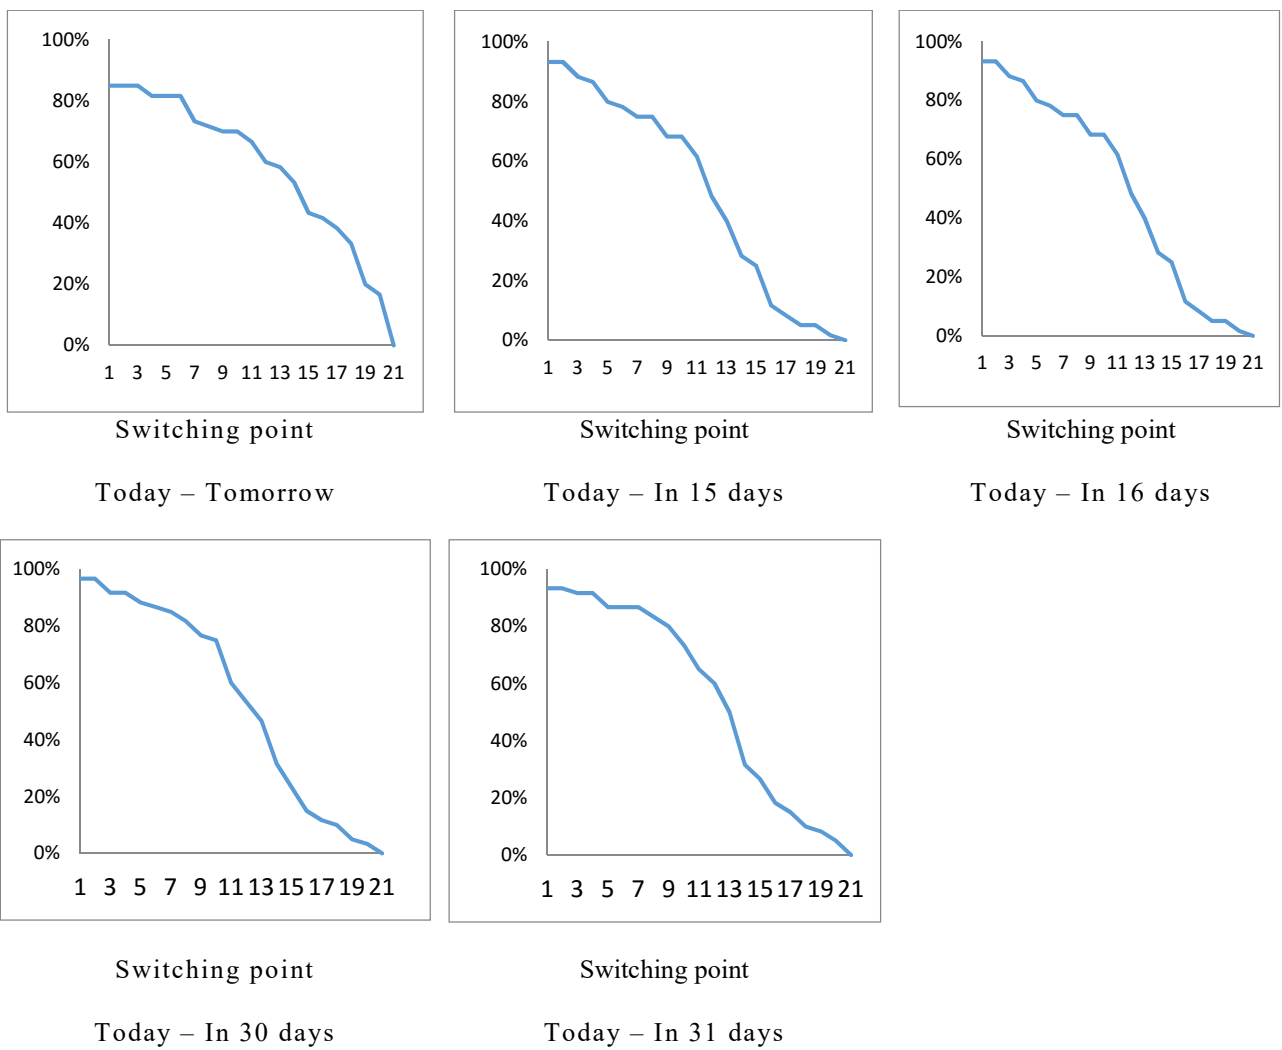 100%
80%
60%
40%
20%
0%
1 3 5 7 9 11 13 15 17 19 21
Switching point
Today – Tomorrow
100%
80%
60%
40%
20%
0%
1 3 5 7 9 11 13 15 17 19 21
Switching point
Today – In 15 days
100%
80%
60%
40%
20%
0%
1 3 5 7 9 11 13 15 17 19 21
Switching point
Today – In 16 days
100%
80%
60%
40%
20%
0%
1 3 5 7 9 11 13 15 17 19 21
Switching point
Today – In 30 days
100%
80%
60%
40%
20%
0%
1 3 5 7 9 11 13 15 17 19 21
Switching point
Today – In 31 days